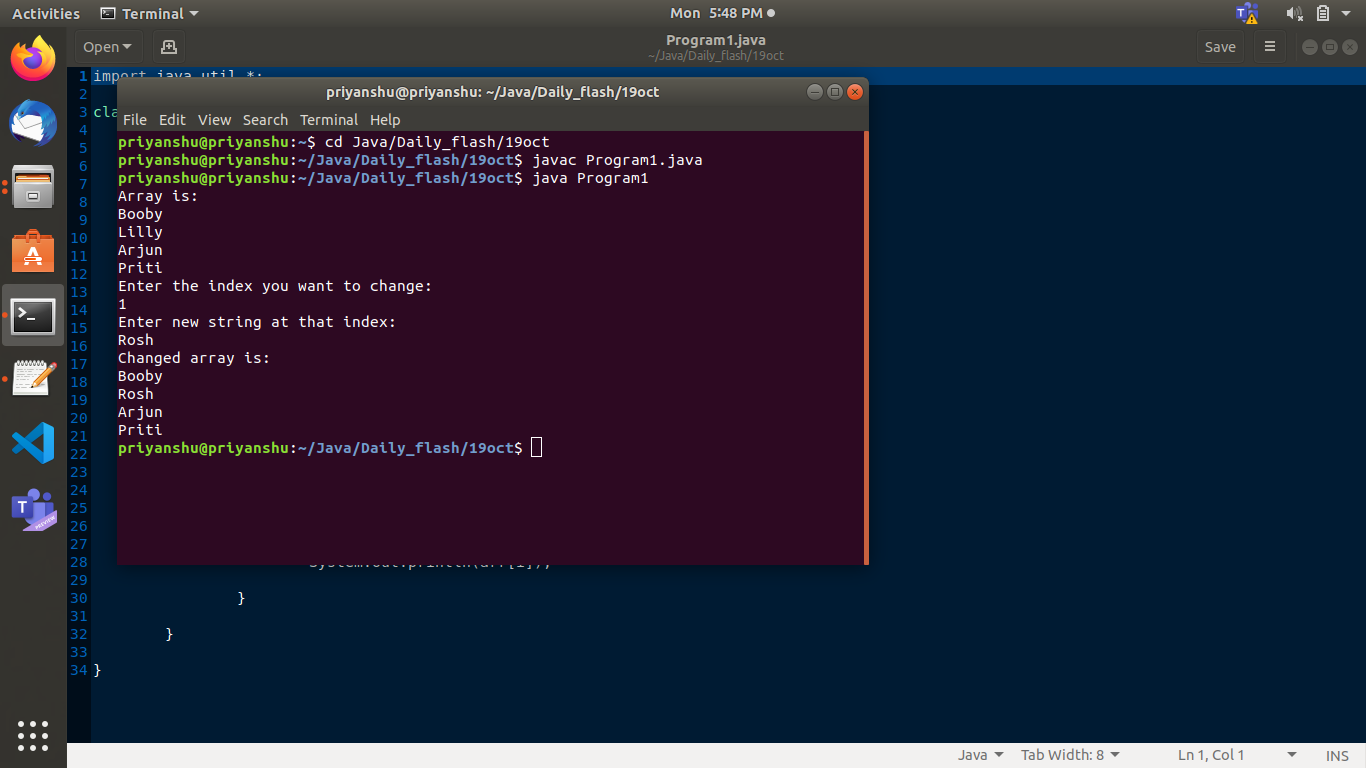 Activities Terminal Mon 5:48 PM
Open Program1.java Save
~/Java/Daily_flash/19oct
1 import java.util.*;
2
3 cla
4
5
6
7
8
9
10
11
12
13
14
15
16
17
18
19
20
21
22
23
24
25
26
27
28 System.out.println(arr[i]);
29
30 }
31
32 }
33
34 }
priyanshu@priyanshu: ~/Java/Daily_flash/19oct
File Edit View Search Terminal Help
priyanshu@priyanshu:~$ cd Java/Daily_flash/19oct
priyanshu@priyanshu:~/Java/Daily_flash/19oct$ javac Program1.java
priyanshu@priyanshu:~/Java/Daily_flash/19oct$ java Program1
Array is:
Booby
Lilly
Arjun
Priti
Enter the index you want to change:
1
Enter new string at that index:
Rosh
Changed array is:
Booby
Rosh
Arjun
Priti
priyanshu@priyanshu:~/Java/Daily_flash/19oct$
T
PREVIEW
Java Tab Width: 8 Ln 1, Col 1 INS